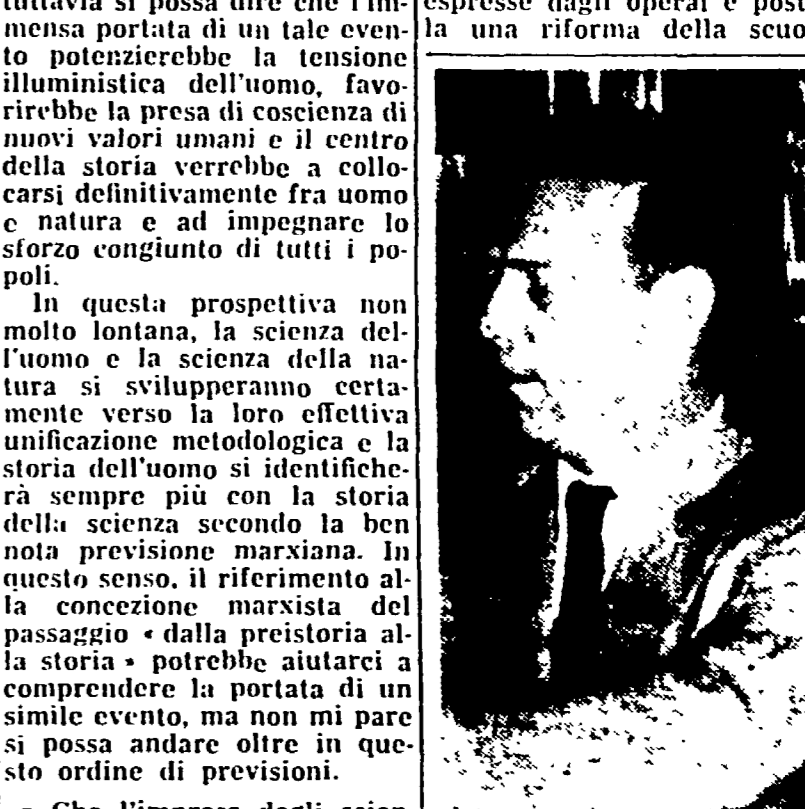 tuttavia si possa dire che l'im-
mensa portata di un tale even-
to potenzierebbe la tensione
illuministica dell'uomo, favo-
rirebbe la presa di coscienza di
nuovi valori umani e il centro
della storia verrebbe a collo-
carsi definitivamente fra uomo
e natura e ad impegnare lo
sforzo congiunto di tutti i po-
poli.
In questa prospettiva non
molto lontana, la scienza del-
l'uomo e la scienza della na-
tura si svilupperanno certa-
mente verso la loro effettiva
unificazione metodologica e la
storia dell'uomo si identifiche-
rà sempre più con la storia
della scienza secondo la ben
nota previsione marxiana. In
questo senso, il riferimento al-
la concezione marxista del
passaggio « dalla preistoria al-
la storia » potrebbe aiutarci a
comprendere la portata di un
simile evento, ma non mi pare
si possa andare oltre in que-
sto ordine di previsioni.
Che l'impresa degli scien-
espresse dagli operai e post
la una riforma della scuo